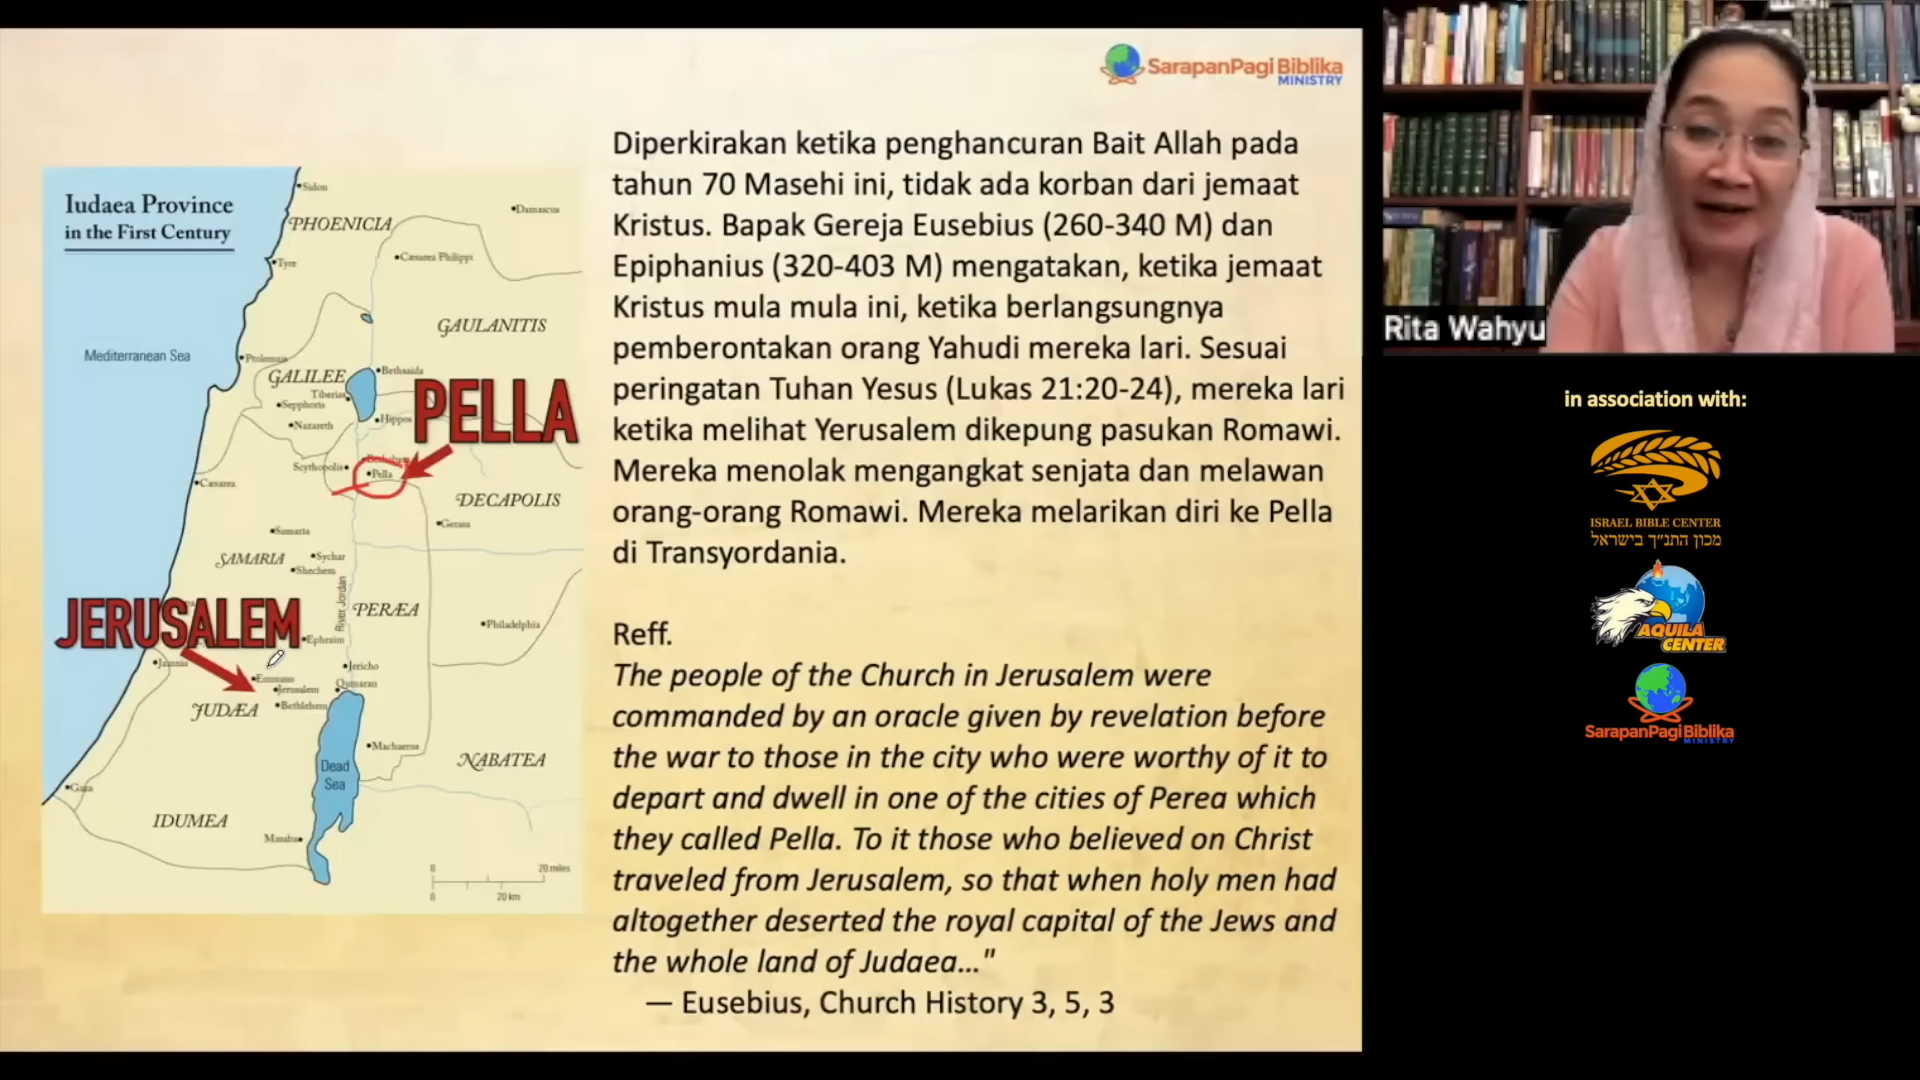 SarapanPagi Biblika
MINISTRY
Iudaea Province
in the First Century
Sidon
Damascus
PHOENICIA
Tyre
Cæsarea Philippi
GAULANITIS
Mediterranean Sea
Ptolemais
GALILEE
Bethsaida
Tiberias
Sepphoris
Hippos
Nazareth
PELLA
Scythopolis
Pella
Cæsarea
DECAPOLIS
Gerasa
Samaria
SAMARIA
Sychar
Shechem
River Jordan
PERÆA
JERUSALEM
Ephraim
Philadelphia
Jamnia
Jericho
Emmaus
Qumaran
Jerusalem
JUDÆA
Bethlehem
Machaerus
NABATEA
Dead
Sea
Gaza
IDUMEA
Masada
0 20 miles
0 20 km
Diperkirakan ketika penghancuran Bait Allah pada
tahun 70 Masehi ini, tidak ada korban dari jemaat
Kristus. Bapak Gereja Eusebius (260-340 M) dan
Epiphanius (320-403 M) mengatakan, ketika jemaat
Kristus mula mula ini, ketika berlangsungnya
pemberontakan orang Yahudi mereka lari. Sesuai
peringatan Tuhan Yesus (Lukas 21:20-24), mereka lari
ketika melihat Yerusalem dikepung pasukan Romawi.
Mereka menolak mengangkat senjata dan melawan
orang-orang Romawi. Mereka melarikan diri ke Pella
di Transyordania.
Reff.
The people of the Church in Jerusalem were
commanded by an oracle given by revelation before
the war to those in the city who were worthy of it to
depart and dwell in one of the cities of Perea which
they called Pella. To it those who believed on Christ
traveled from Jerusalem, so that when holy men had
altogether deserted the royal capital of the Jews and
the whole land of Judaea..."
— Eusebius, Church History 3, 5, 3
Rita Wahyu
in association with:
ISRAEL BIBLE CENTER
מכון התנ״ך בישראל
AQUILA
CENTER
SarapanPagi Biblika
MINISTRY